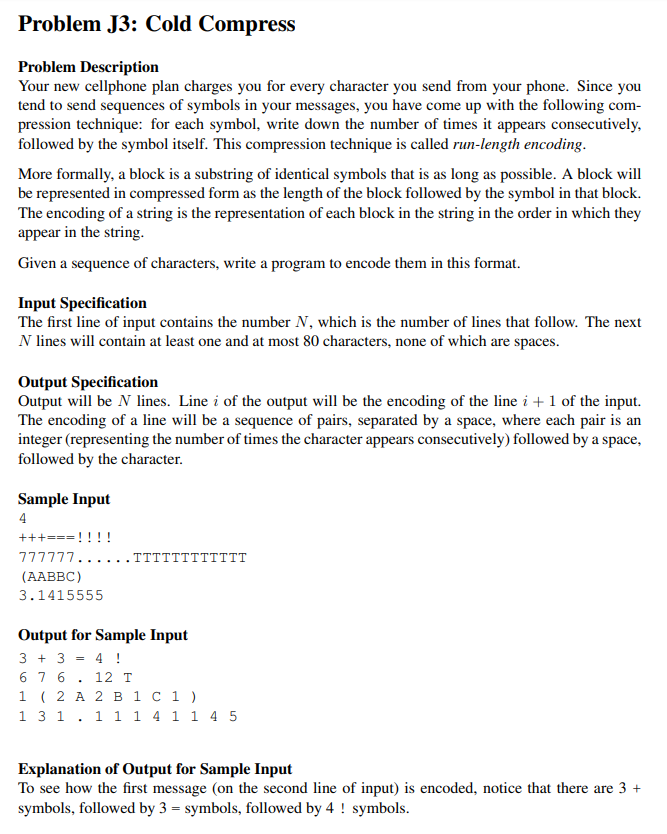 Problem J3: Cold Compress
Problem Description
Your new cellphone plan charges you for every character you send from your phone. Since you
tend to send sequences of symbols in your messages, you have come up with the following com-
pression technique: for each symbol, write down the number of times it appears consecutively,
followed by the symbol itself. This compression technique is called run-length encoding.
More formally, a block is a substring of identical symbols that is as long as possible. A block will
be represented in compressed form as the length of the block followed by the symbol in that block.
The encoding of a string is the representation of each block in the string in the order in which they
appear in the string.
Given a sequence of characters, write a program to encode them in this format.
Input Specification
The first line of input contains the number N, which is the number of lines that follow. The next
N lines will contain at least one and at most 80 characters, none of which are spaces.
Output Specification
Output will be N lines. Line i of the output will be the encoding of the line i + 1 of the input.
The encoding of a line will be a sequence of pairs, separated by a space, where each pair is an
integer (representing the number of times the character appears consecutively) followed by a space,
followed by the character.
Sample Input
4
+++===!!!!
777777......TTTTTTTTTTTT
(AABBC)
3.1415555
Output for Sample Input
3 + 3 = 4 !
6 7 6 . 12 T
1 ( 2 A 2 B 1 C 1 )
1 3 1 . 1 1 1 4 1 1 4 5
Explanation of Output for Sample Input
To see how the first message (on the second line of input) is encoded, notice that there are 3 +
symbols, followed by 3 = symbols, followed by 4 ! symbols.